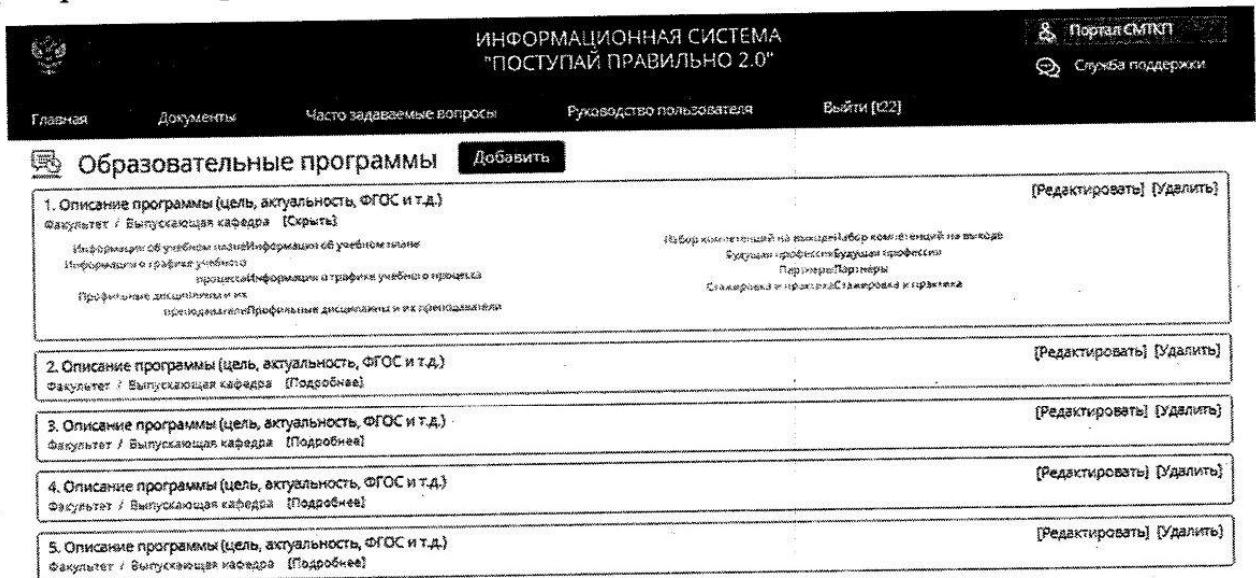 ИНФОРМАЦИОННАЯ СИСТЕМА
"ПОСТУПАЙ ПРАВИЛЬНО 2.0"
Портал СМТКП
Служба поддержки
Главная Документы Часто задаваемые вопросы Руководство пользователя Выйти [t22]
Образовательные программы Добавить
1. Описание программы (цель, актуальность, ФГОС и т.д.) [Редактировать] [Удалить]
Факультет / Выпускающая кафедра [Скрыть]
Информация об учебном планеИнформация об учебном плане
Информация о графике учебного
процессаИнформация о графике учебного процесса
Профильные дисциплины и их
преподавателиПрофильные дисциплины и их преподаватели
Набор компетенций на выходеНабор компетенций на выходе
Будущая профессияБудущая профессия
ПартнерыПартнеры
Стажировка и практикаСтажировка и практика
2. Описание программы (цель, актуальность, ФГОС и т.д.) [Редактировать] [Удалить]
Факультет / Выпускающая кафедра [Подробнее]
3. Описание программы (цель, актуальность, ФГОС и т.д.) [Редактировать] [Удалить]
Факультет / Выпускающая кафедра [Подробнее]
4. Описание программы (цель, актуальность, ФГОС и т.д.) [Редактировать] [Удалить]
Факультет / Выпускающая кафедра [Подробнее]
5. Описание программы (цель, актуальность, ФГОС и т.д.) [Редактировать] [Удалить]
Факультет / Выпускающая кафедра [Подробнее]